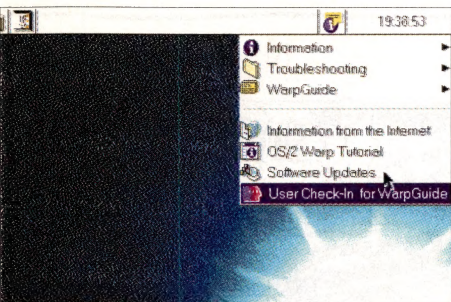 19:38:53
Information
Troubleshooting
WarpGuide
Information from the Internet
OS/2 Warp Tutorial
Software Updates
User Check-In for WarpGuide